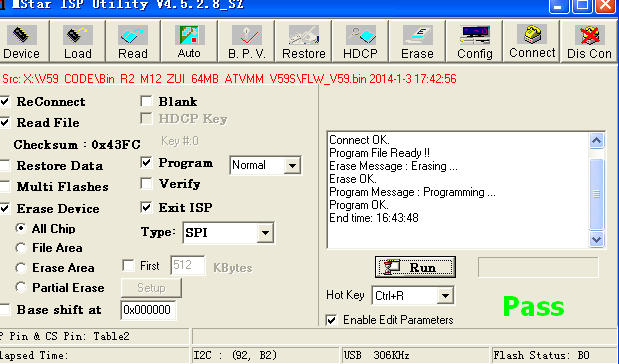 MStar ISP Utility V4.5.2.8_SZ
Device Load Read Auto B. P. V. Restore HDCP Erase Config Connect Dis Con
Src: X:\V59 CODE\Bin R2 M12 ZUI 64MB ATVMM V59S\FLW_V59.bin 2014-1-3 17:42:56
ReConnect
Blank
Read File
HDCP Key
Checksum : 0x43FC
Key #:0
Restore Data
Program
Normal
Multi Flashes
Verify
Erase Device
Exit ISP
All Chip
Type:
SPI
File Area
Erase Area
First
512
KBytes
Partial Erase
Setup
Base shift at
0x000000
Connect OK.
Program File Ready !!
Erase Message : Erasing ...
Erase OK.
Program Message : Programming ...
Program OK.
End time: 16:43:48
Run
Hot Key
Ctrl+R
Pass
Enable Edit Parameters
P Pin & CS Pin: Table2
lapsed Time:
I2C : (92, B2)
USB 306KHz
Flash Status: B0